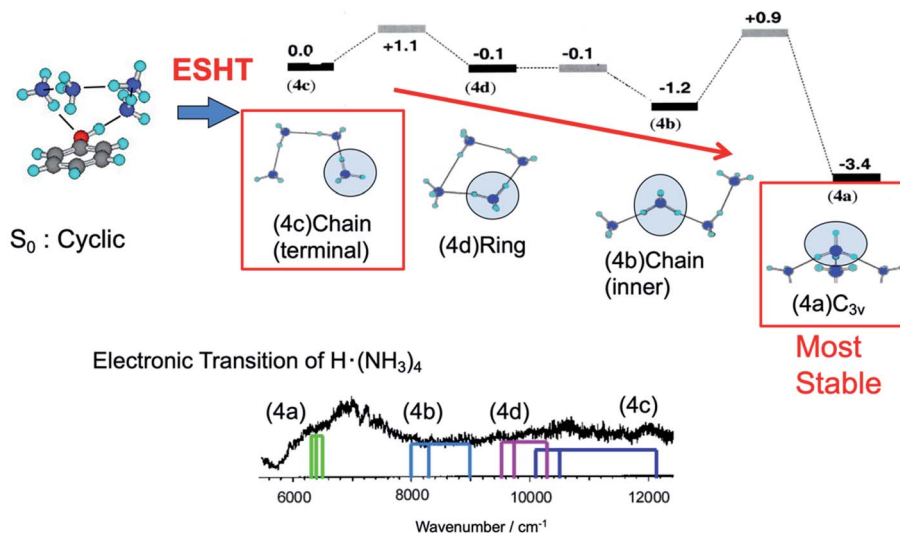 ESHT
0.0
(4c)
+1.1
-0.1
(4d)
-0.1
-1.2
(4b)
+0.9
-3.4
(4a)
S0 : Cyclic
(4c)Chain
(terminal)
(4d)Ring
(4b)Chain
(inner)
(4a)C3v
Most
Stable
Electronic Transition of H·(NH3)4
(4a)
(4b)
(4d)
(4c)
6000
8000
10000
12000
Wavenumber / cm-1